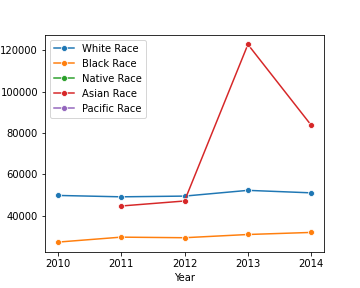 White Race
Black Race
Native Race
Asian Race
Pacific Race
120000
100000
80000
60000
40000
2010 2011 2012 2013 2014
Year